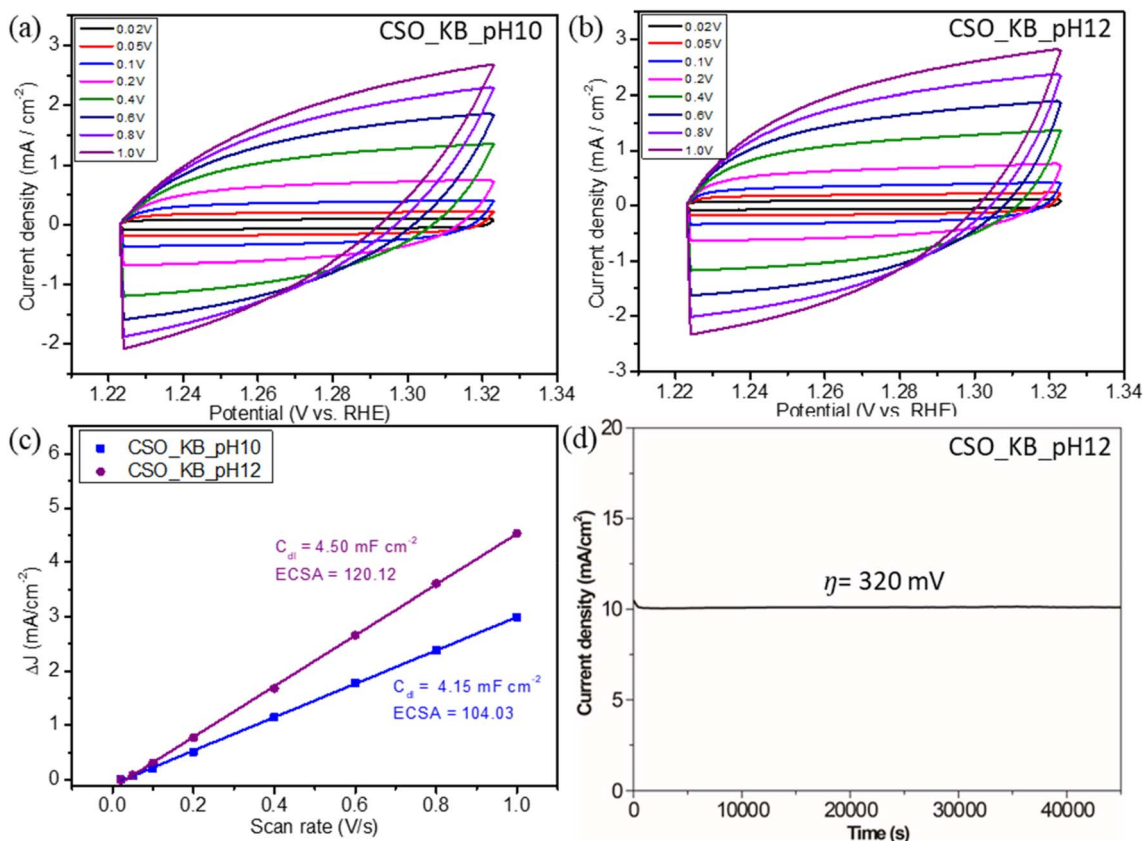 (a)
CSO_KB_pH10
0.02V
0.05V
0.1V
0.2V
0.4V
0.6V
0.8V
1.0V
3
2
1
0
-1
-2
Current density (mA / cm⁻²)
1.22 1.24 1.26 1.28 1.30 1.32 1.34
Potential (V vs. RHE)
(b)
CSO_KB_pH12
0.02V
0.05V
0.1V
0.2V
0.4V
0.6V
0.8V
1.0V
3
2
1
0
-1
-2
-3
Current density (mA / cm⁻²)
1.22 1.24 1.26 1.28 1.30 1.32 1.34
Potential (V vs. RHE)
(c)
CSO_KB_pH10
CSO_KB_pH12
6
5
4
3
2
1
0
ΔJ (mA/cm²)
C_dl = 4.50 mF cm⁻²
ECSA = 120.12
C_dl = 4.15 mF cm⁻²
ECSA = 104.03
0.0 0.2 0.4 0.6 0.8 1.0
Scan rate (V/s)
(d)
CSO_KB_pH12
20
15
10
5
0
Current density (mA/cm²)
η= 320 mV
0 10000 20000 30000 40000
Time (s)